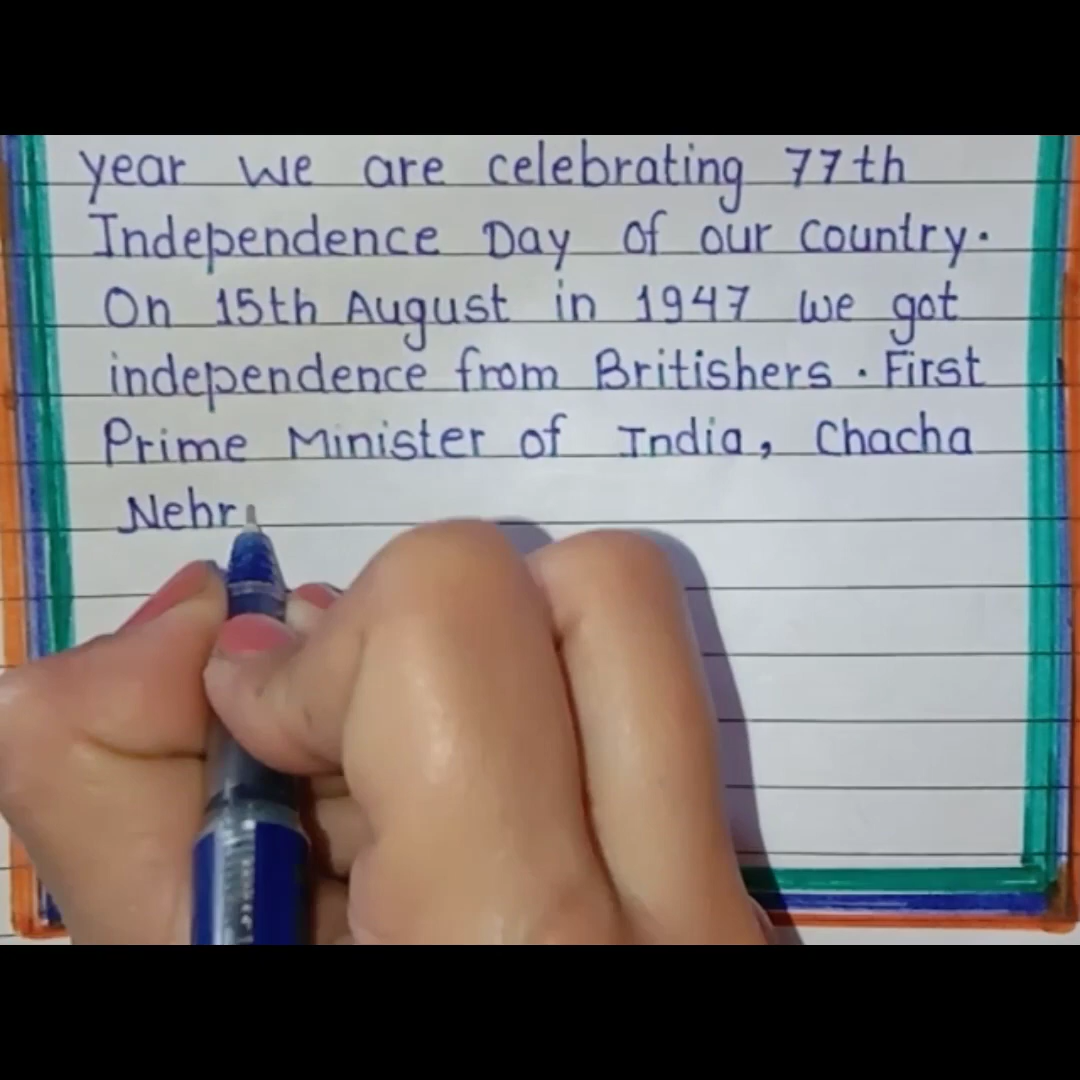 year we are celebrating 77th
Independence Day of our country.
On 15th August in 1947 we got
independence from Britishers. First
Prime Minister of India, Chacha
Nehr